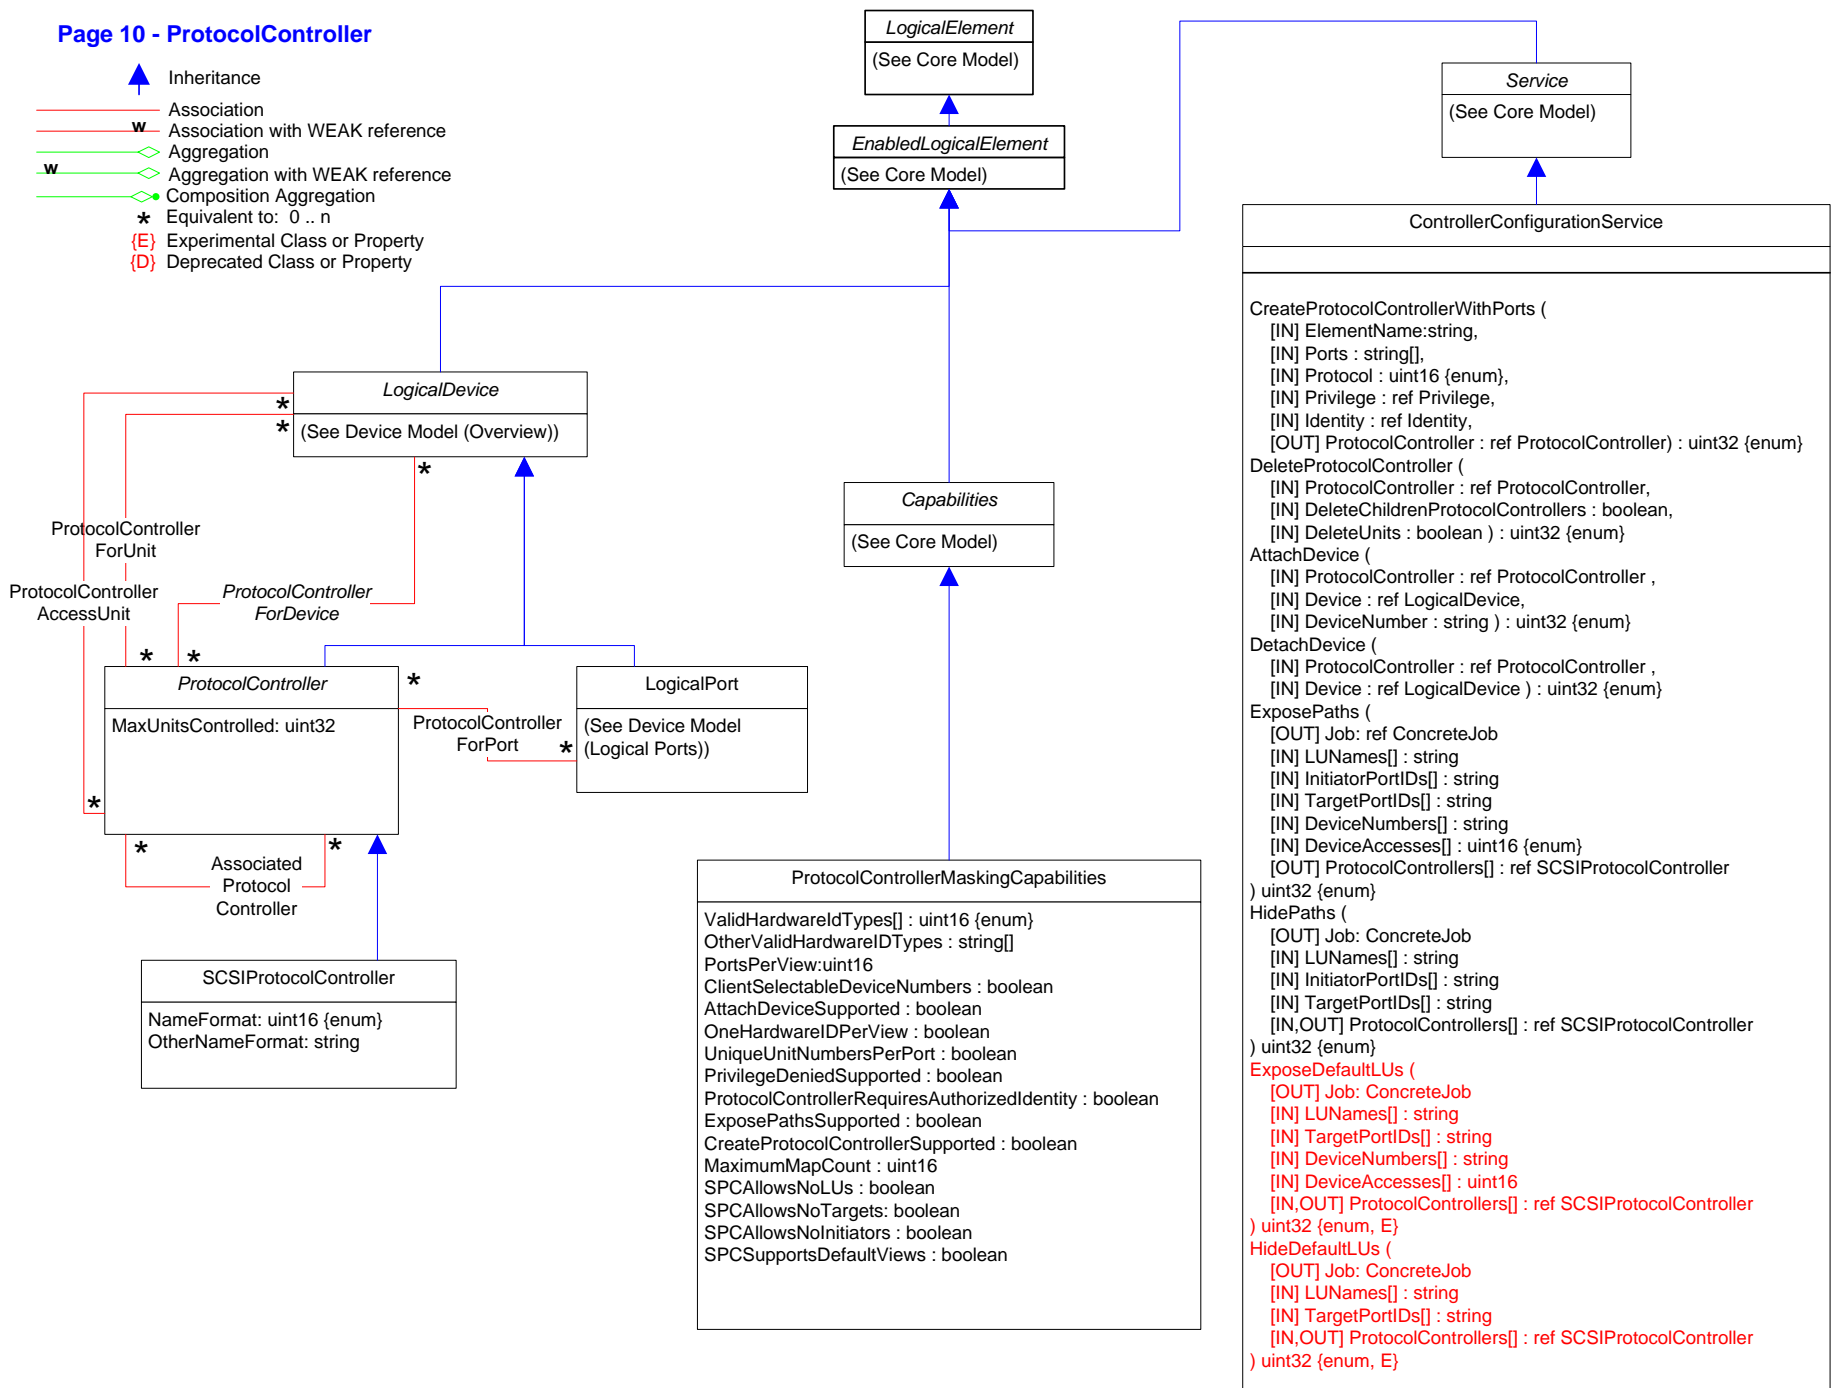 Page 10 - ProtocolController
Inheritance
Association
w Association with WEAK reference
Aggregation
w Aggregation with WEAK reference
Composition Aggregation
* Equivalent to: 0 .. n
{E} Experimental Class or Property
{D} Deprecated Class or Property
LogicalElement
(See Core Model)
EnabledLogicalElement
(See Core Model)
Service
(See Core Model)
LogicalDevice
(See Device Model (Overview))
*
*
*
ProtocolController
ForUnit
ProtocolController
AccessUnit
ProtocolController
ForDevice
*
*
*
*
ProtocolController
MaxUnitsControlled: uint32
ProtocolController
ForPort
*
LogicalPort
(See Device Model
(Logical Ports))
*
*
Associated
Protocol
Controller
SCSIProtocolController
NameFormat: uint16 {enum}
OtherNameFormat: string
Capabilities
(See Core Model)
ProtocolControllerMaskingCapabilities
ValidHardwareIdTypes[] : uint16 {enum}
OtherValidHardwareIDTypes : string[]
PortsPerView:uint16
ClientSelectableDeviceNumbers : boolean
AttachDeviceSupported : boolean
OneHardwareIDPerView : boolean
UniqueUnitNumbersPerPort : boolean
PrivilegeDeniedSupported : boolean
ProtocolControllerRequiresAuthorizedIdentity : boolean
ExposePathsSupported : boolean
CreateProtocolControllerSupported : boolean
MaximumMapCount : uint16
SPCAllowsNoLUs : boolean
SPCAllowsNoTargets: boolean
SPCAllowsNoInitiators : boolean
SPCSupportsDefaultViews : boolean
ControllerConfigurationService
CreateProtocolControllerWithPorts (
[IN] ElementName:string,
[IN] Ports : string[],
[IN] Protocol : uint16 {enum},
[IN] Privilege : ref Privilege,
[IN] Identity : ref Identity,
[OUT] ProtocolController : ref ProtocolController) : uint32 {enum}
DeleteProtocolController (
[IN] ProtocolController : ref ProtocolController,
[IN] DeleteChildrenProtocolControllers : boolean,
[IN] DeleteUnits : boolean ) : uint32 {enum}
AttachDevice (
[IN] ProtocolController : ref ProtocolController ,
[IN] Device : ref LogicalDevice,
[IN] DeviceNumber : string ) : uint32 {enum}
DetachDevice (
[IN] ProtocolController : ref ProtocolController ,
[IN] Device : ref LogicalDevice ) : uint32 {enum}
ExposePaths (
[OUT] Job: ref ConcreteJob
[IN] LUNames[] : string
[IN] InitiatorPortIDs[] : string
[IN] TargetPortIDs[] : string
[IN] DeviceNumbers[] : string
[IN] DeviceAccesses[] : uint16 {enum}
[OUT] ProtocolControllers[] : ref SCSIProtocolController
) uint32 {enum}
HidePaths (
[OUT] Job: ConcreteJob
[IN] LUNames[] : string
[IN] InitiatorPortIDs[] : string
[IN] TargetPortIDs[] : string
[IN,OUT] ProtocolControllers[] : ref SCSIProtocolController
) uint32 {enum}
ExposeDefaultLUs (
[OUT] Job: ConcreteJob
[IN] LUNames[] : string
[IN] TargetPortIDs[] : string
[IN] DeviceNumbers[] : string
[IN] DeviceAccesses[] : uint16
[IN,OUT] ProtocolControllers[] : ref SCSIProtocolController
) uint32 {enum, E}
HideDefaultLUs (
[OUT] Job: ConcreteJob
[IN] LUNames[] : string
[IN] TargetPortIDs[] : string
[IN,OUT] ProtocolControllers[] : ref SCSIProtocolController
) uint32 {enum, E}